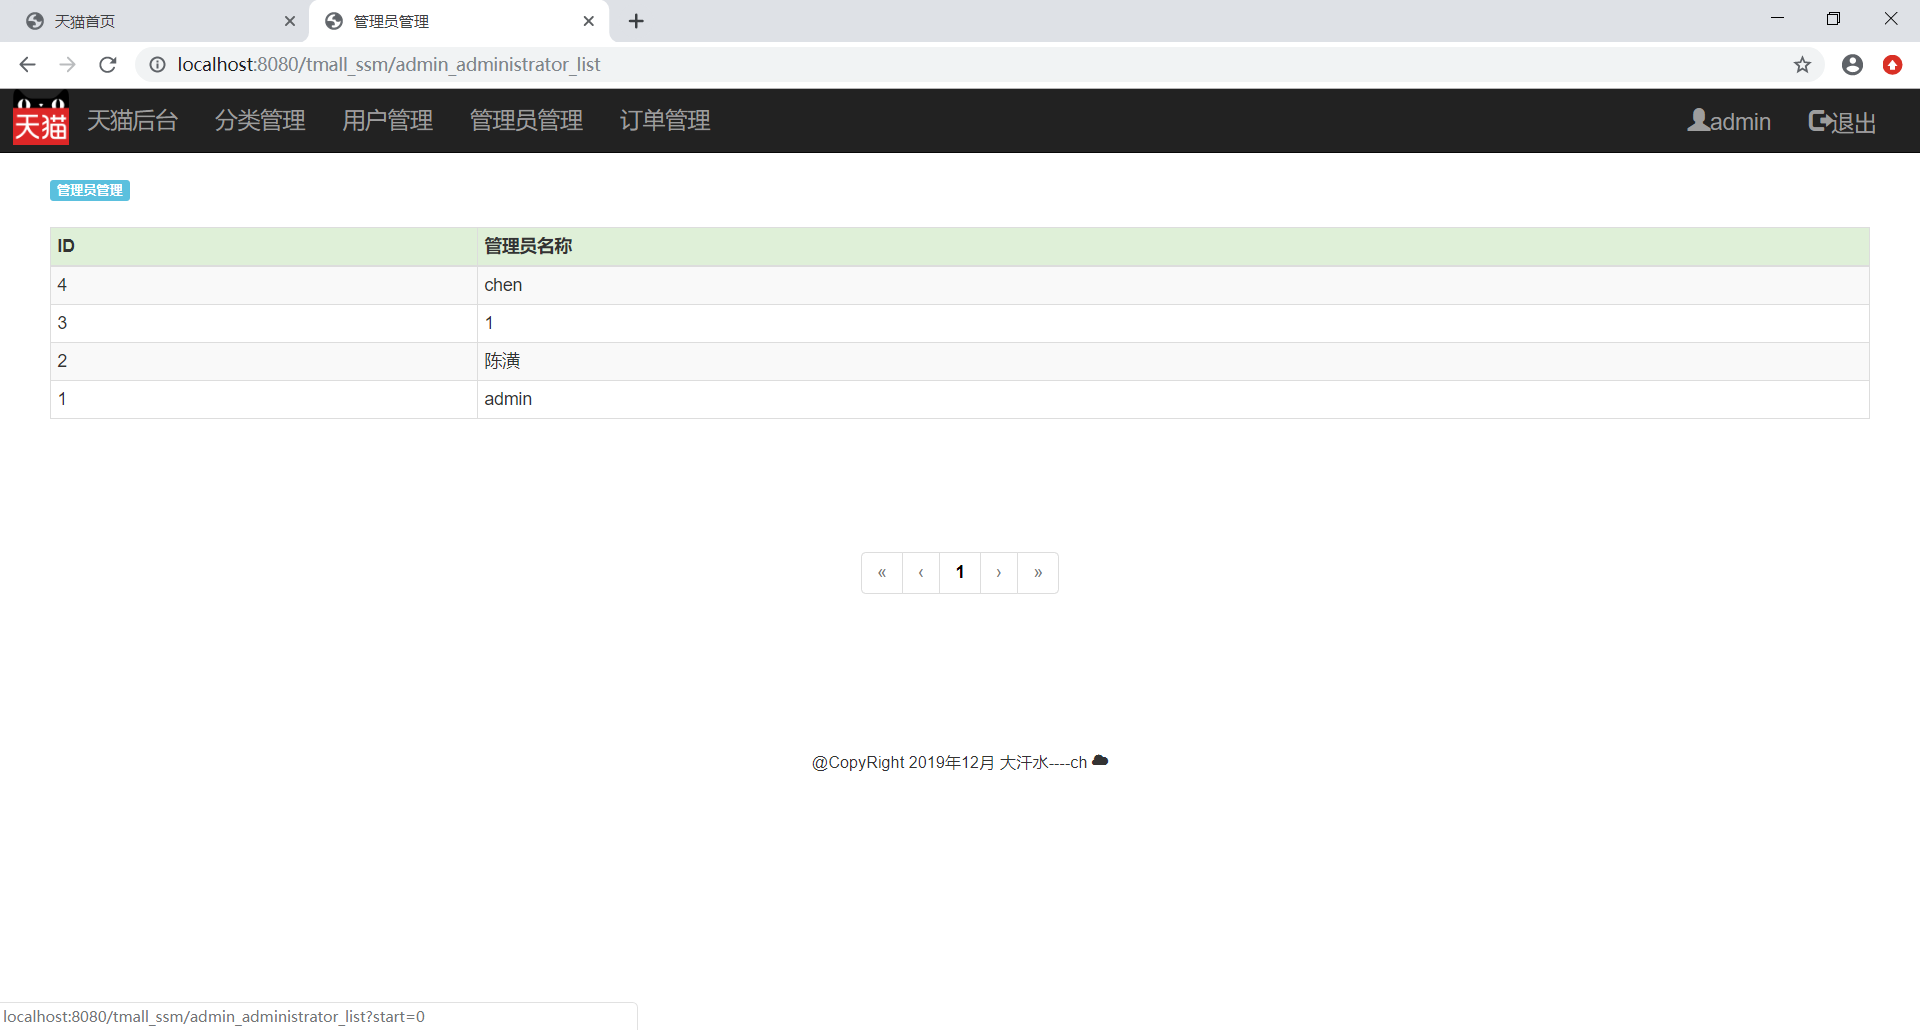 天猫首页
管理员管理
localhost:8080/tmall_ssm/admin_administrator_list
天猫 天猫后台 分类管理 用户管理 管理员管理 订单管理 admin 退出
管理员管理
ID 管理员名称
4 chen
3 1
2 陈潢
1 admin
« ‹ 1 › »
@CopyRight 2019年12月 大汗水----ch
localhost:8080/tmall_ssm/admin_administrator_list?start=0